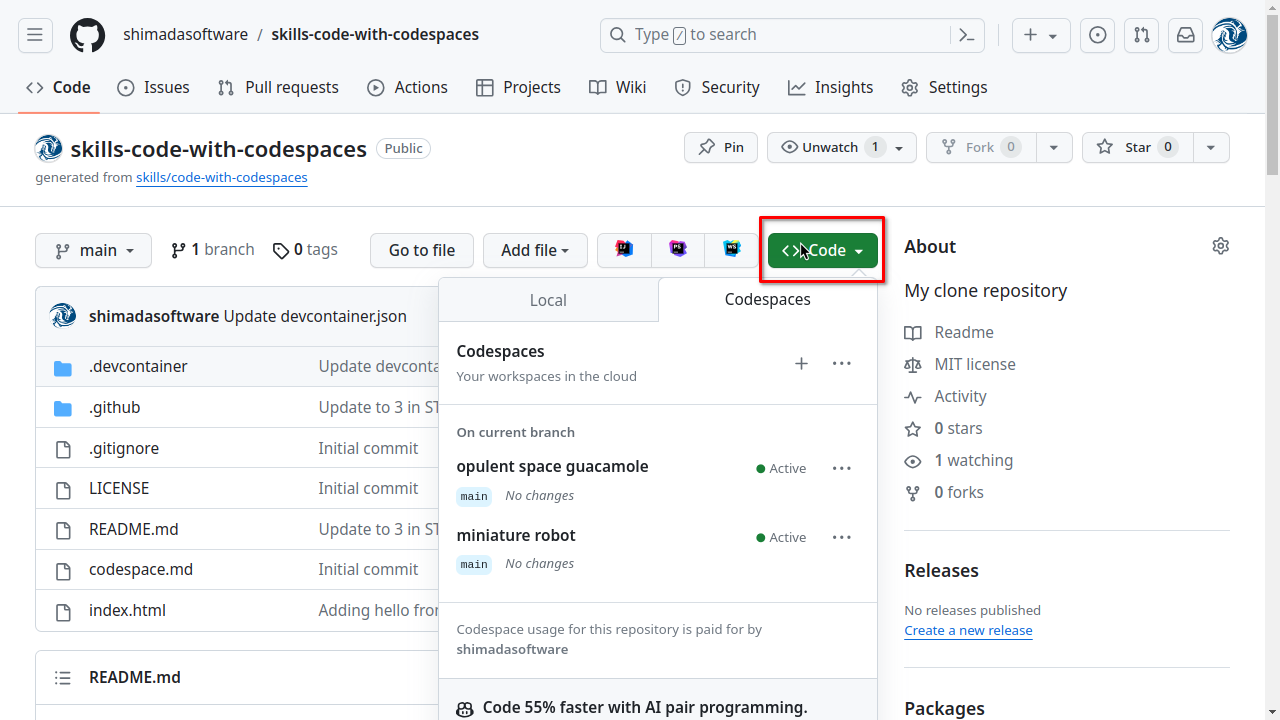 shimadasoftware / skills-code-with-codespaces
Type / to search
Code Issues Pull requests Actions Projects Wiki Security Insights Settings
skills-code-with-codespaces Public
Pin Unwatch 1 Fork 0 Star 0
generated from skills/code-with-codespaces
main 1 branch 0 tags Go to file Add file Code
Local Codespaces
Codespaces
Your workspaces in the cloud
On current branch
opulent space guacamole Active
main No changes
miniature robot Active
main No changes
Codespace usage for this repository is paid for by
shimadasoftware
Code 55% faster with AI pair programming.
shimadasoftware Update devcontainer.json
.devcontainer Update devconta
.github Update to 3 in ST
.gitignore Initial commit
LICENSE Initial commit
README.md Update to 3 in ST
codespace.md Initial commit
index.html Adding hello fro
README.md
About
My clone repository
Readme
MIT license
Activity
0 stars
1 watching
0 forks
Releases
No releases published
Create a new release
Packages